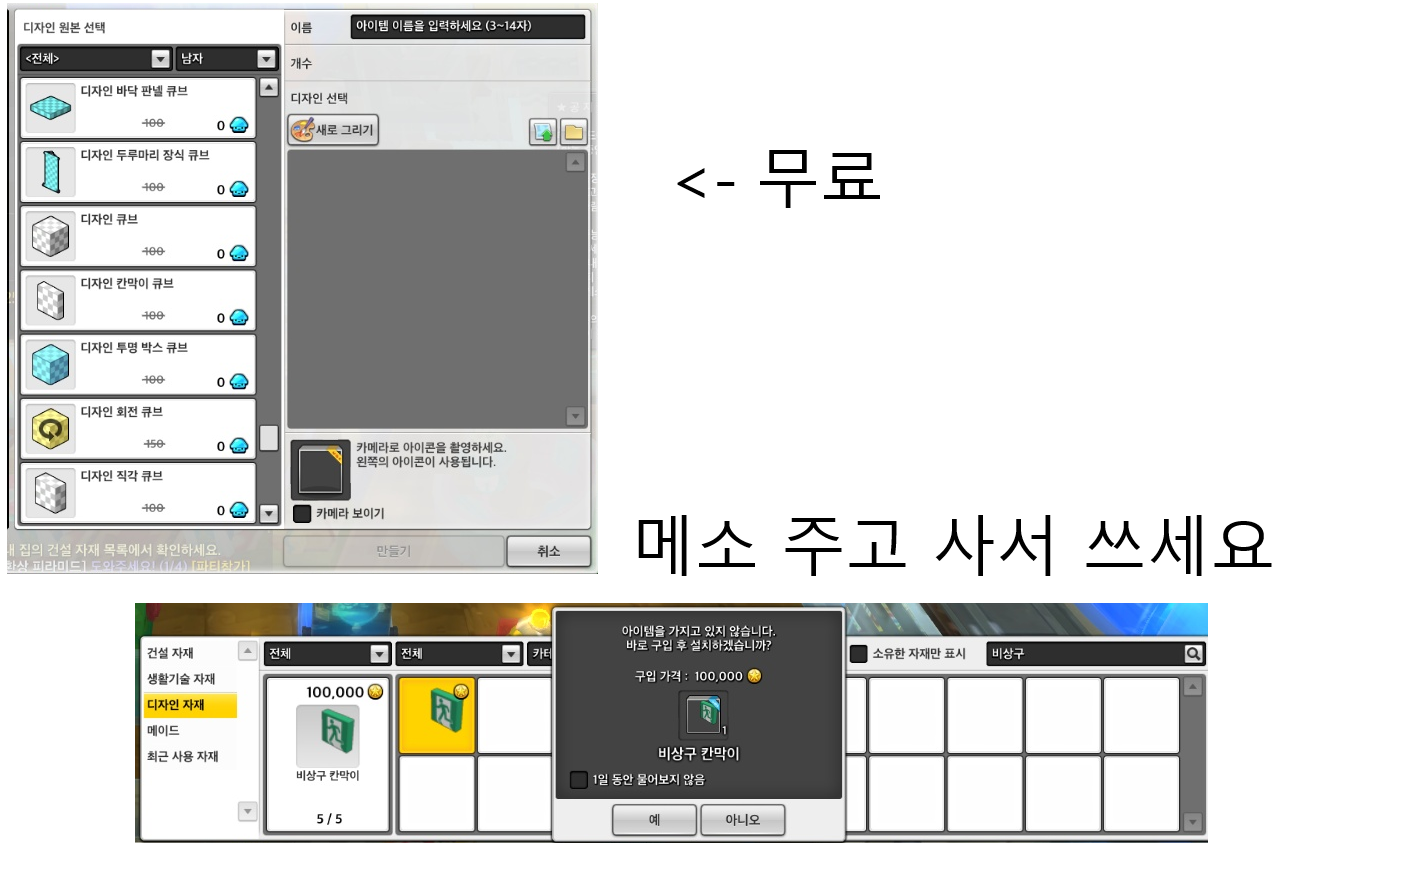 디자인 원본 선택
<전체>
남자
디자인 바닥 판넬 큐브
100
0
디자인 두루마리 장식 큐브
100
0
디자인 큐브
100
0
디자인 칸막이 큐브
100
0
디자인 투명 박스 큐브
100
0
디자인 회전 큐브
150
0
디자인 직각 큐브
100
0
이름
아이템 이름을 입력하세요 (3~14자)
개수
디자인 선택
새로 그리기
카메라로 아이콘을 촬영하세요.
왼쪽의 아이콘이 사용됩니다.
카메라 보이기
만들기
취소
내 집의 건설 자재 목록에서 확인하세요.
환상 피라미드] 도와주세요! (1/4) [파티참가]
<- 무료
메소 주고 사서 쓰세요
건설 자재
생활기술 자재
디자인 자재
메이드
최근 사용 자재
전체
전체
카테
100,000
비상구 칸막이
5 / 5
아이템을 가지고 있지 않습니다.
바로 구입 후 설치하겠습니까?
구입 가격 : 100,000
1
비상구 칸막이
1일 동안 물어보지 않음
예
아니오
소유한 자재만 표시
비상구